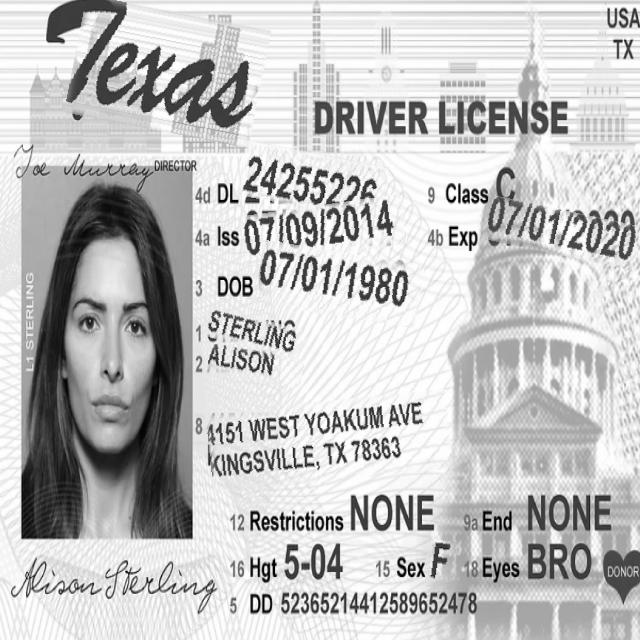 USA
TX
Texas
DRIVER LICENSE
Joe Murray DIRECTOR
4d DL 24255226 9 Class C
4a Iss 07/09/2014 4b Exp 07/01/2020
3 DOB 07/01/1980
L1 STERLING
1 STERLING
2 ALISON
8 4151 WEST YOAKUM AVE
KINGSVILLE, TX 78363
12 Restrictions NONE 9a End NONE
16 Hgt 5-04 15 Sex F 18 Eyes BRO DONOR
Alison Sterling
5 DD 52365214412589652478